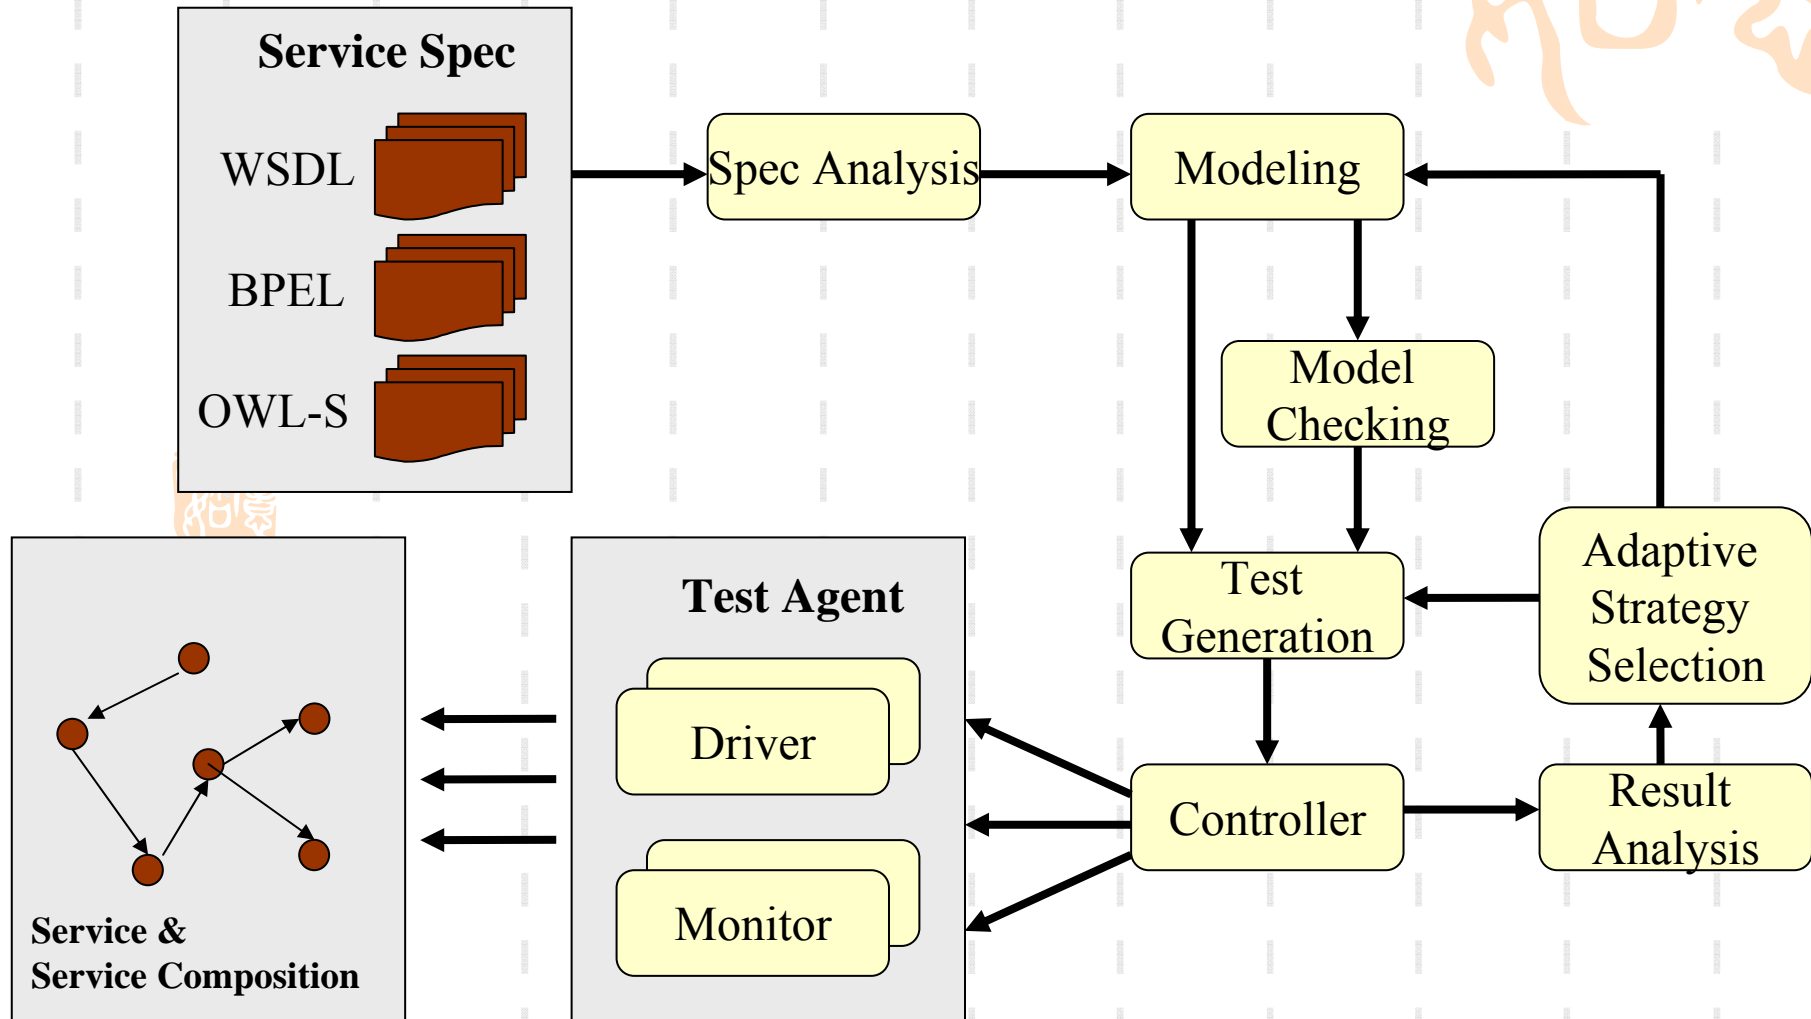 Service Spec
WSDL
BPEL
OWL-S
Spec Analysis
Modeling
Model
Checking
Test
Generation
Adaptive
Strategy
Selection
Test Agent
Driver
Monitor
Controller
Result
Analysis
Service &
Service Composition